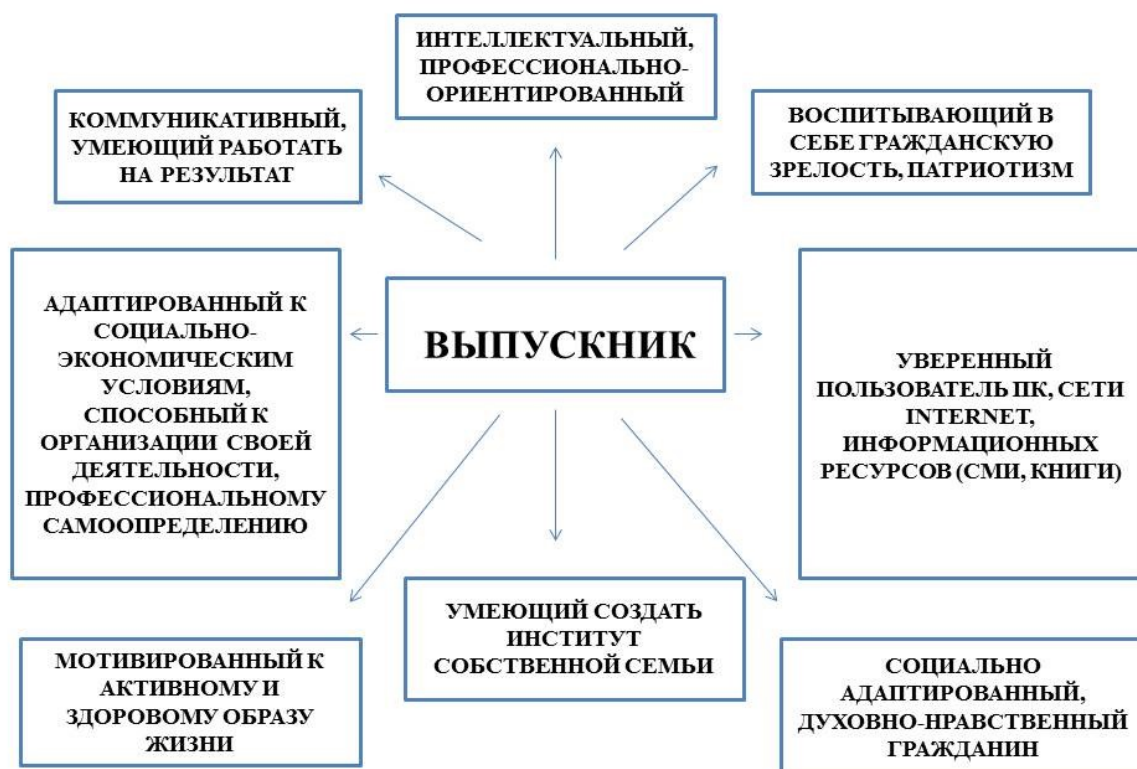 ИНТЕЛЛЕКТУАЛЬНЫЙ,
ПРОФЕССИОНАЛЬНО-
ОРИЕНТИРОВАННЫЙ
КОММУНИКАТИВНЫЙ,
УМЕЮЩИЙ РАБОТАТЬ
НА РЕЗУЛЬТАТ
ВОСПИТЫВАЮЩИЙ В
СЕБЕ ГРАЖДАНСКУЮ
ЗРЕЛОСТЬ, ПАТРИОТИЗМ
АДАПТИРОВАННЫЙ К
СОЦИАЛЬНО-
ЭКОНОМИЧЕСКИМ
УСЛОВИЯМ,
СПОСОБНЫЙ К
ОРГАНИЗАЦИИ СВОЕЙ
ДЕЯТЕЛЬНОСТИ,
ПРОФЕССИОНАЛЬНОМУ
САМООПРЕДЕЛЕНИЮ
ВЫПУСКНИК
УВЕРЕННЫЙ
ПОЛЬЗОВАТЕЛЬ ПК, СЕТИ
INTERNET,
ИНФОРМАЦИОННЫХ
РЕСУРСОВ (СМИ, КНИГИ)
МОТИВИРОВАННЫЙ К
АКТИВНОМУ И
ЗДОРОВОМУ ОБРАЗУ
ЖИЗНИ
УМЕЮЩИЙ СОЗДАТЬ
ИНСТИТУТ
СОБСТВЕННОЙ СЕМЬИ
СОЦИАЛЬНО
АДАПТИРОВАННЫЙ,
ДУХОВНО-НРАВСТВЕННЫЙ
ГРАЖДАНИН